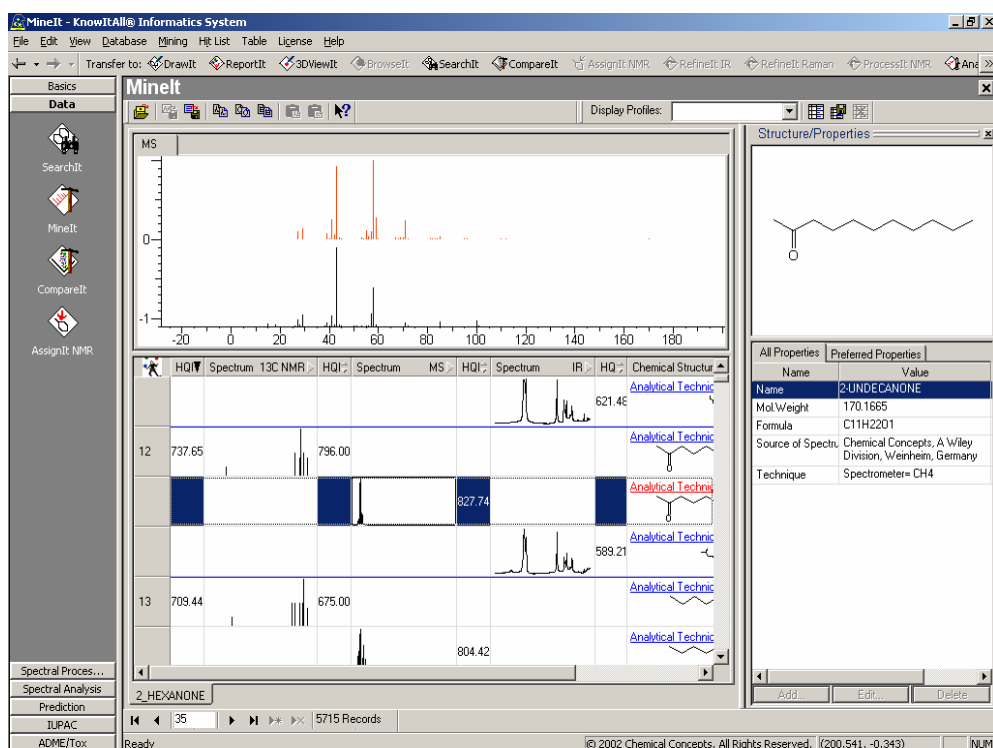 MineIt - KnowItAll® Informatics System
File Edit View Database Mining Hit List Table License Help
Transfer to: DrawIt ReportIt 3DViewIt BrowseIt SearchIt CompareIt AssignIt NMR RefineIt IR RefineIt Raman ProcessIt NMR Ana
Basics
Data
SearchIt
MineIt
CompareIt
AssignIt NMR
Spectral Proces...
Spectral Analysis
Prediction
IUPAC
ADME/Tox
MineIt
Display Profiles:
MS
0
-1
-20 0 20 40 60 80 100 120 140 160 180
HQI Spectrum 13C NMR HQI Spectrum MS HQI Spectrum IR HQ Chemical Structur
621.48 Analytical Technic
12 737.65 796.00 Analytical Technic
827.74 Analytical Technic
589.21 Analytical Technic
13 709.44 675.00 Analytical Technic
804.42 Analytical Technic
2_HEXANONE
35 5715 Records
Structure/Properties
O
All Properties Preferred Properties
Name Value
Name 2-UNDECANONE
Mol.Weight 170.1665
Formula C11H22O1
Source of Spectru Chemical Concepts, A Wiley
Division, Weinheim, Germany
Technique Spectrometer= CH4
Add... Edit... Delete
Ready © 2002 Chemical Concepts. All Rights Reserved. (200.541, -0.343) NUM